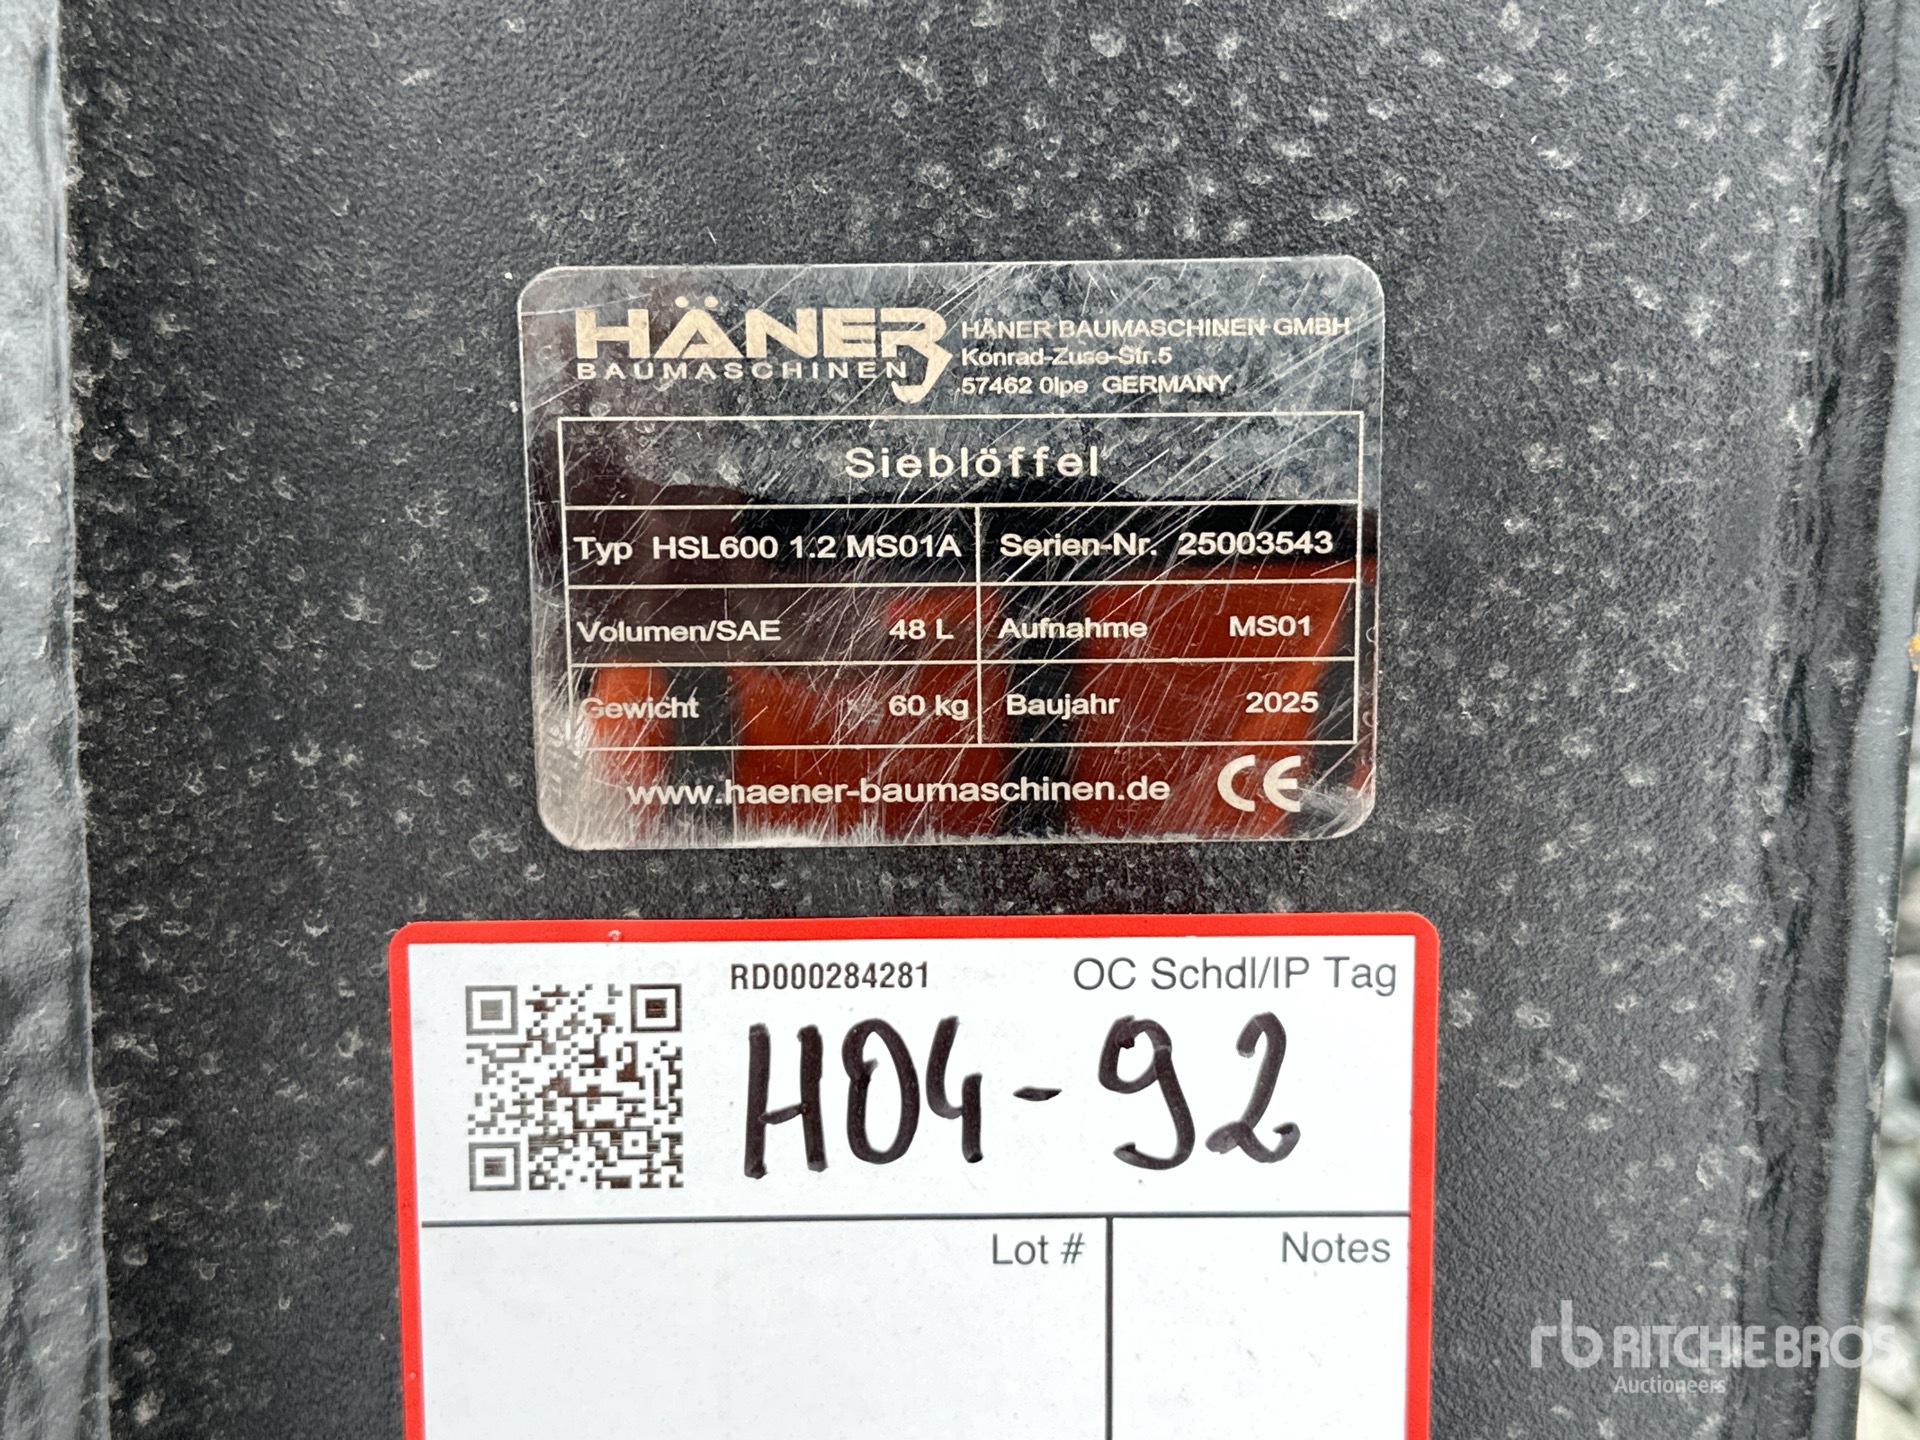 HÄNER
BAUMASCHINEN
HÄNER BAUMASCHINEN GMBH
Konrad-Zuse-Str.5
57462 Olpe GERMANY
Sieblöffel
Typ HSL600 1.2 MS01A
Serien-Nr. 25003543
Volumen/SAE 48 L
Aufnahme MS01
Gewicht 60 kg
Baujahr 2025
www.haener-baumaschinen.de CE
RD000284281
OC Schdl/IP Tag
H04-92
Lot #
Notes
rb RITCHIE BROS
Auctioneers